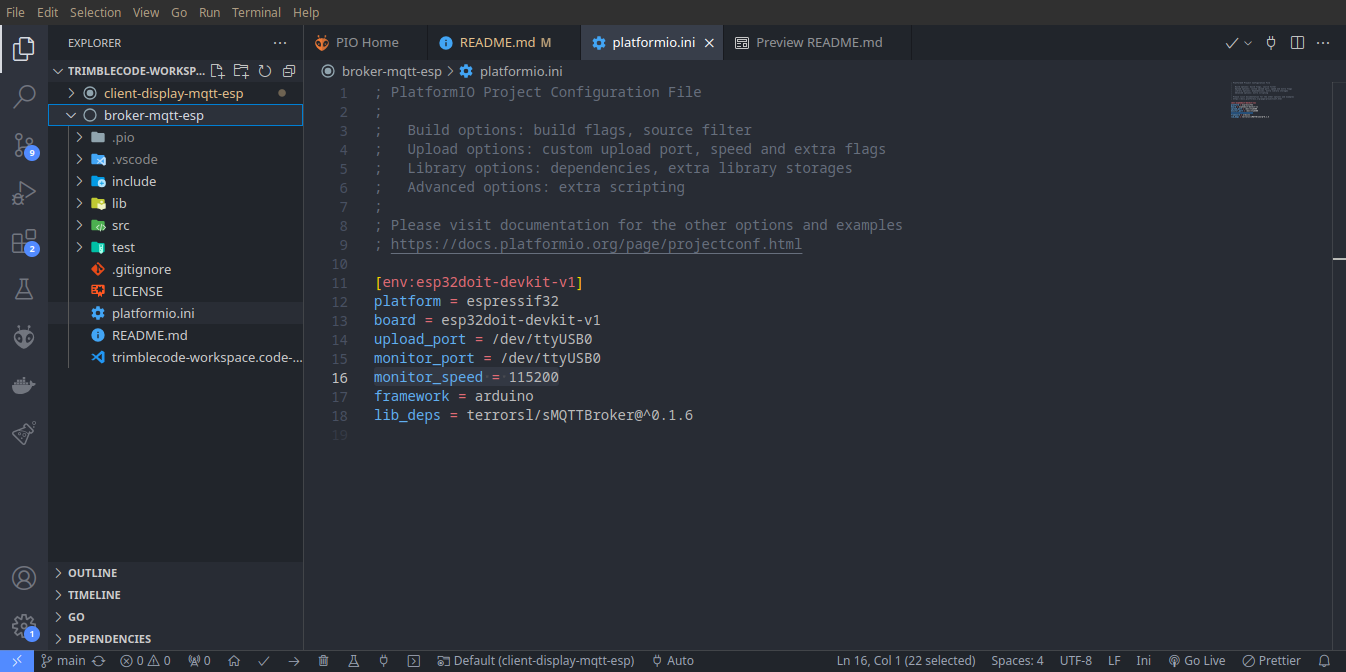 File Edit Selection View Go Run Terminal Help
EXPLORER
PIO Home
README.md M
platformio.ini
Preview README.md
TRIMBLECODE-WORKSP...
broker-mqtt-esp > platformio.ini
client-display-mqtt-esp
broker-mqtt-esp
.pio
.vscode
include
lib
src
test
.gitignore
LICENSE
platformio.ini
README.md
trimblecode-workspace.code-...
1 ; PlatformIO Project Configuration File
2 ;
3 ;   Build options: build flags, source filter
4 ;   Upload options: custom upload port, speed and extra flags
5 ;   Library options: dependencies, extra library storages
6 ;   Advanced options: extra scripting
7 ;
8 ; Please visit documentation for the other options and examples
9 ; https://docs.platformio.org/page/projectconf.html
10
11 [env:esp32doit-devkit-v1]
12 platform = espressif32
13 board = esp32doit-devkit-v1
14 upload_port = /dev/ttyUSB0
15 monitor_port = /dev/ttyUSB0
16 monitor_speed = 115200
17 framework = arduino
18 lib_deps = terrorsl/sMQTTBroker@^0.1.6
19
9
2
1
OUTLINE
TIMELINE
GO
DEPENDENCIES
main 0 0 0 Default (client-display-mqtt-esp) Auto Ln 16, Col 1 (22 selected) Spaces: 4 UTF-8 LF Ini Go Live Prettier